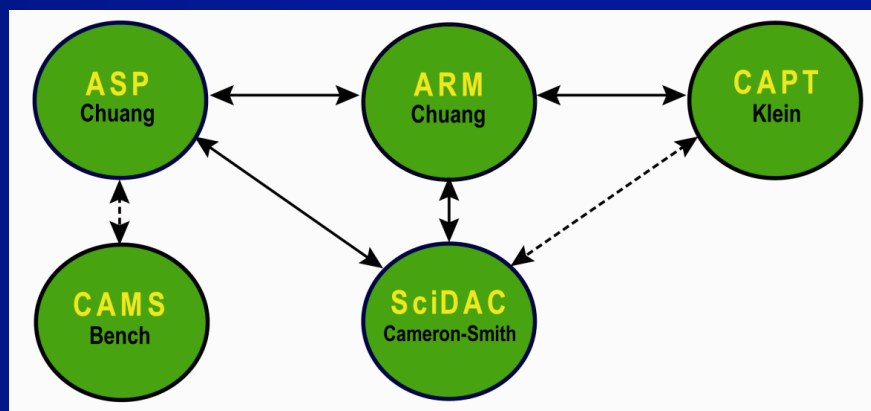 ASP
Chuang
ARM
Chuang
CAPT
Klein
CAMS
Bench
SciDAC
Cameron-Smith